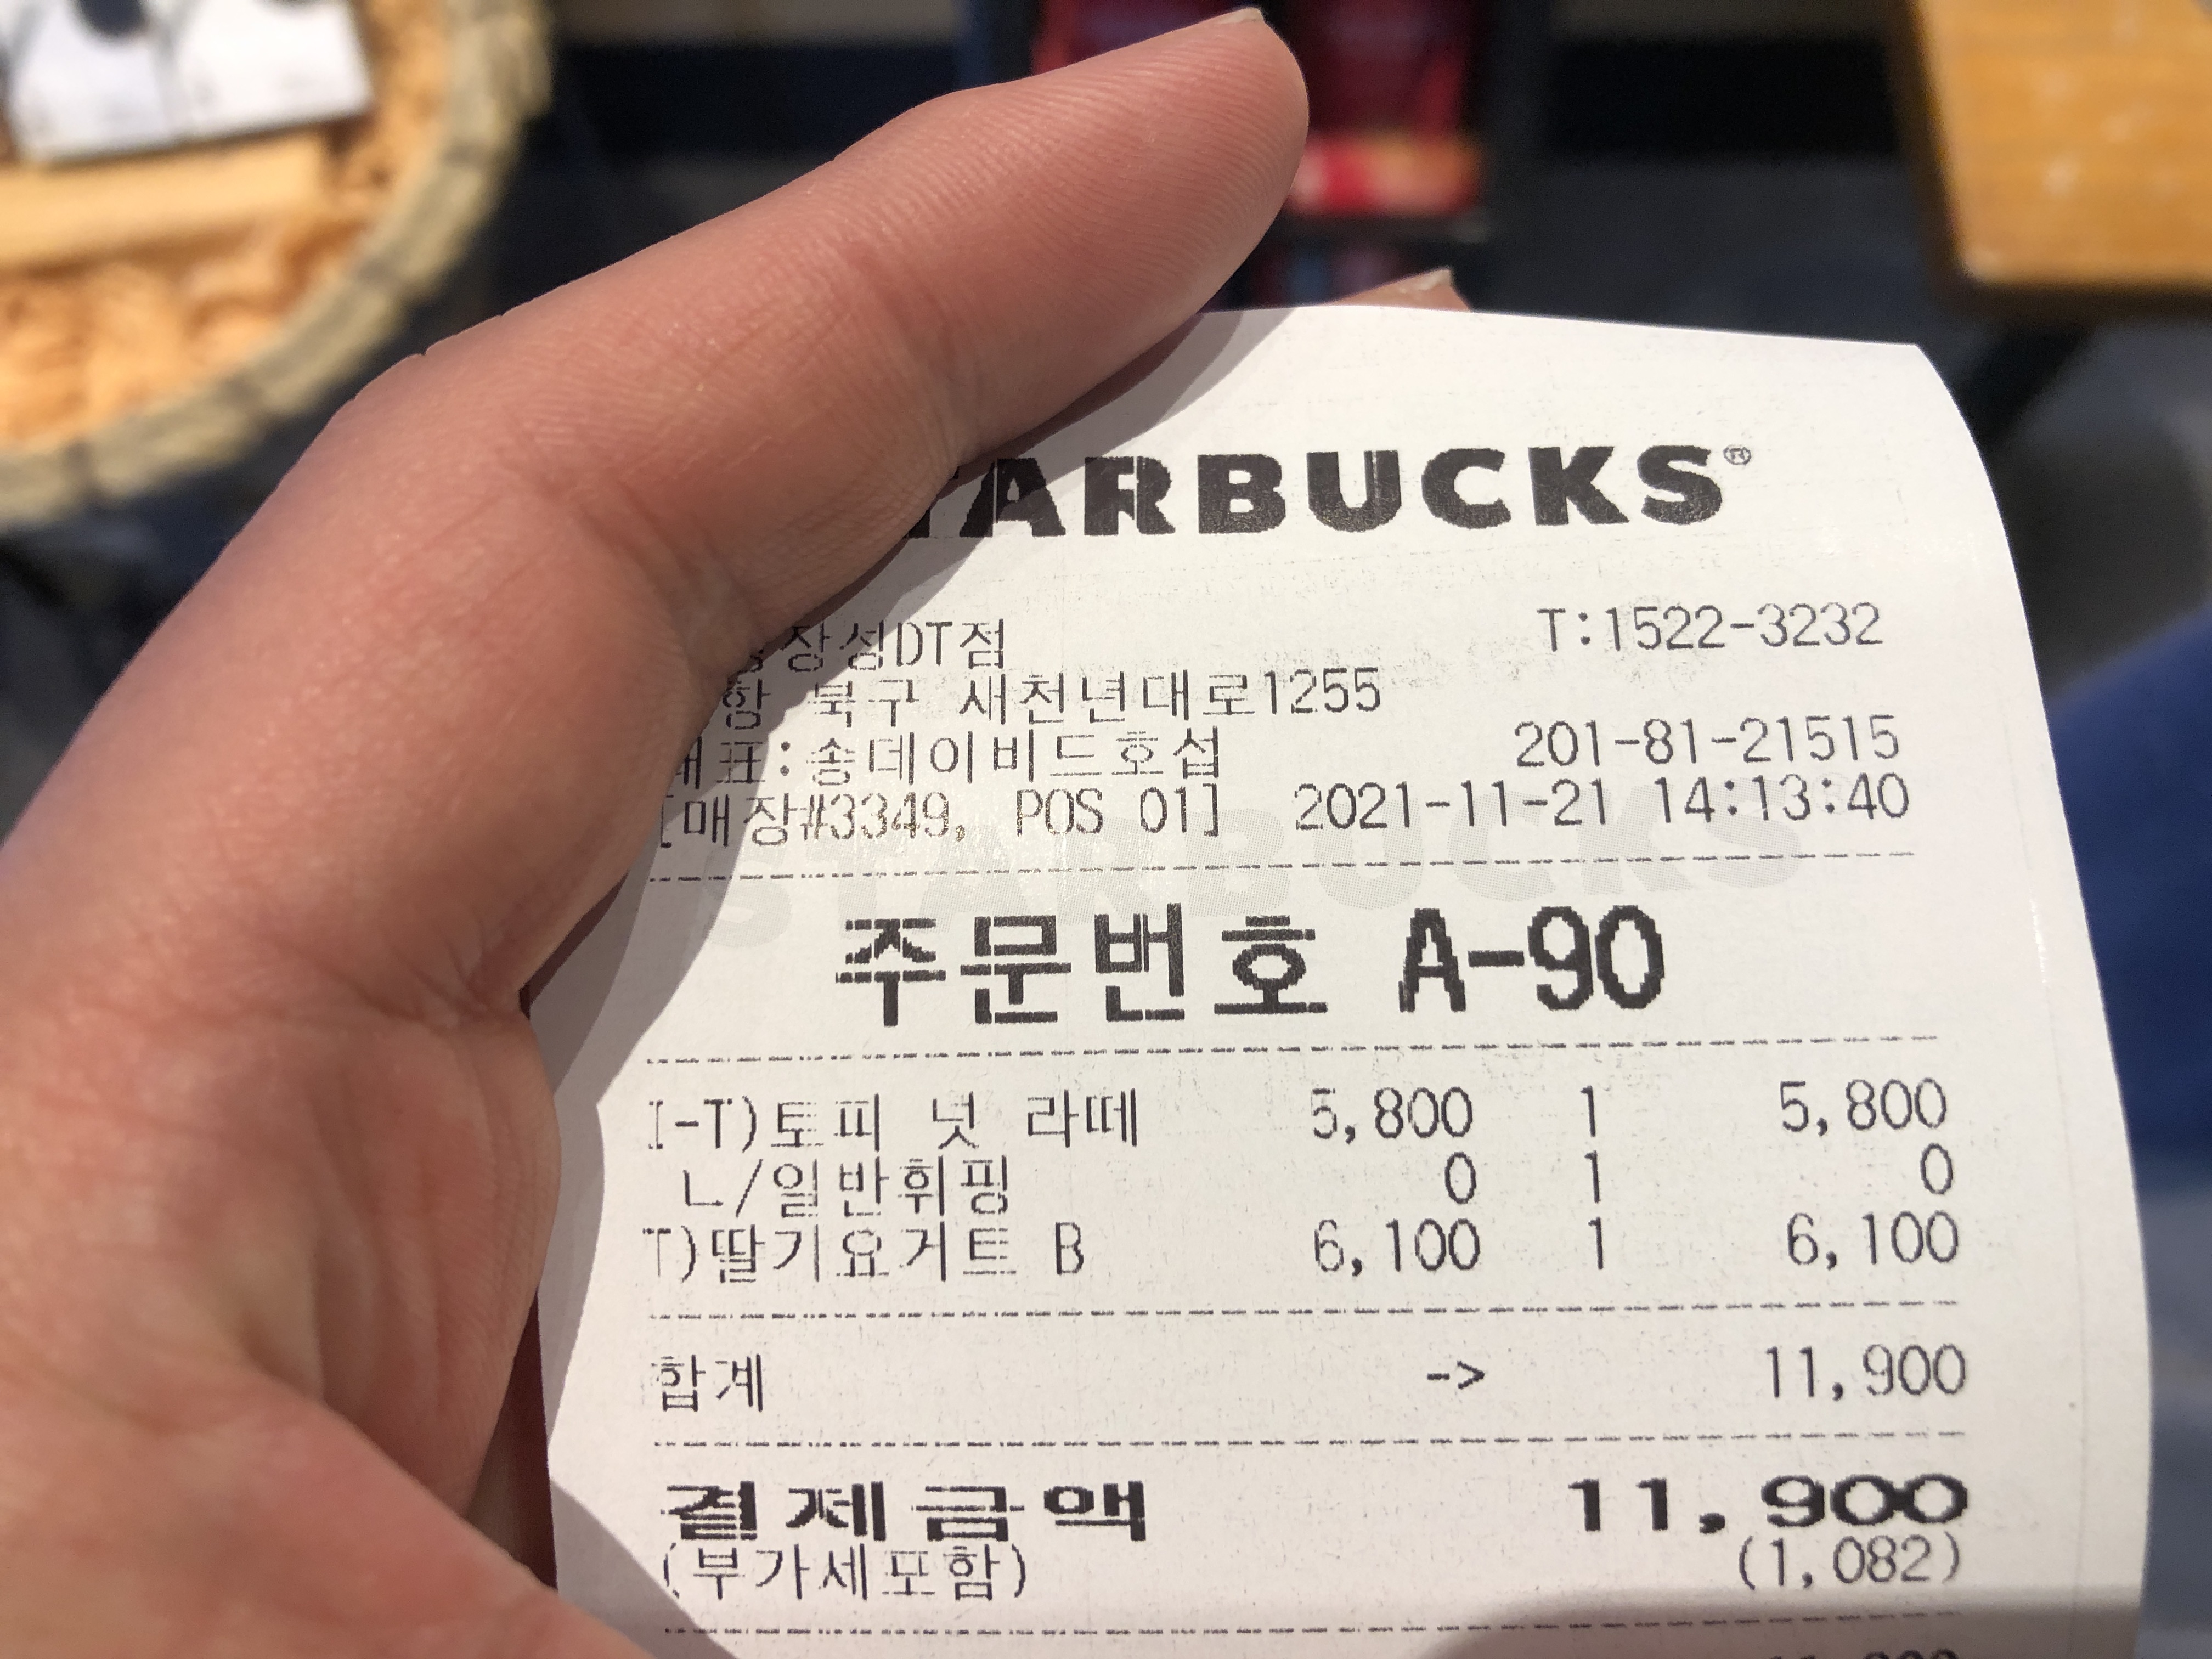 STARBUCKS®
장성DT점 T:1522-3232
북구 새천년대로1255
대표:송데이비드호섭 201-81-21515
[매장#3349, POS 01] 2021-11-21 14:13:40
STARBUCKS
주문번호 A-90
I-T)토피 넛 라떼 5,800 1 5,800
L/일반휘핑 0 1 0
T)딸기요거트 B 6,100 1 6,100
합계 -> 11,900
결제금액 11,900
(부가세포함) (1,082)